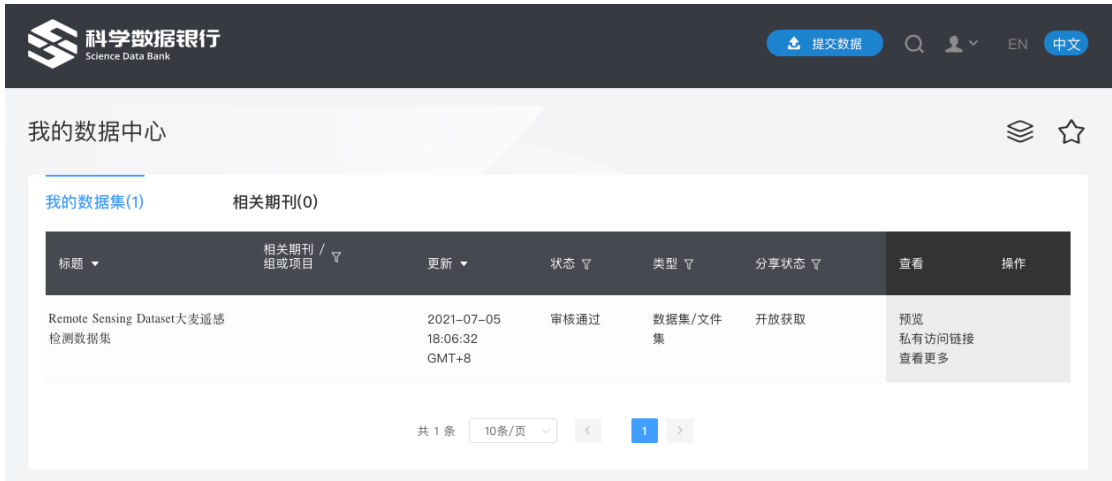 科学数据银行
Science Data Bank
提交数据
EN
中文
我的数据中心
我的数据集(1)
相关期刊(0)
标题
相关期刊 /
组或项目
更新
状态
类型
分享状态
查看
操作
Remote Sensing Dataset大麦遥感
检测数据集
2021-07-05
18:06:32
GMT+8
审核通过
数据集/文件
集
开放获取
预览
私有访问链接
查看更多
共 1 条
10条/页
1